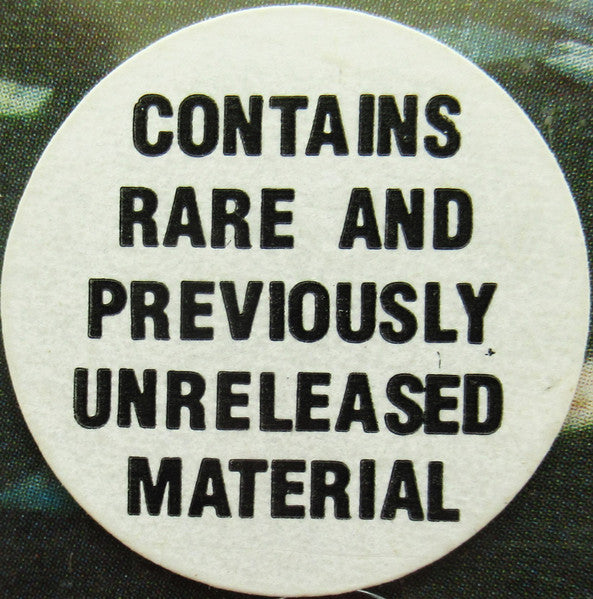 CONTAINS
RARE AND
PREVIOUSLY
UNRELEASED
MATERIAL